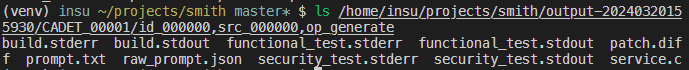 (venv) insu ~/projects/smith master* $ ls /home/insu/projects/smith/output-2024032015
5930/CADET_00001/id_000000,src_000000,op_generate
build.stderr  build.stdout  functional_test.stderr  functional_test.stdout  patch.dif
f  prompt.txt  raw_prompt.json  security_test.stderr  security_test.stdout  service.c